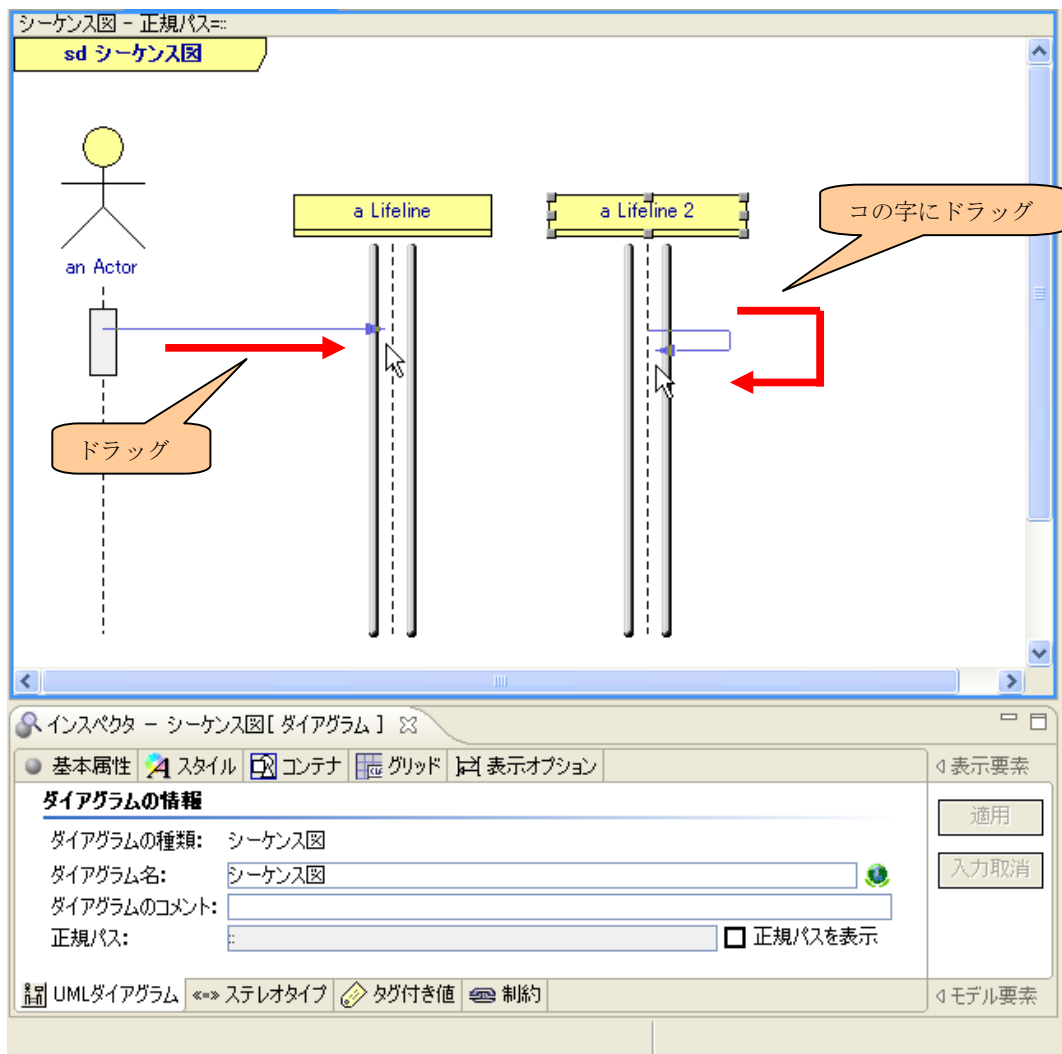 シーケンス図 - 正規パス=::
sd シーケンス図
a Lifeline
a Lifeline 2
コの字にドラッグ
an Actor
ドラッグ
インスペクタ - シーケンス図[ ダイアグラム ]
基本属性 スタイル コンテナ グリッド 表示オプション
表示要素
ダイアグラムの情報
適用
ダイアグラムの種類: シーケンス図
ダイアグラム名: シーケンス図
入力取消
ダイアグラムのコメント:
正規パス: :: 正規パスを表示
UMLダイアグラム «=» ステレオタイプ タグ付き値 制約
モデル要素